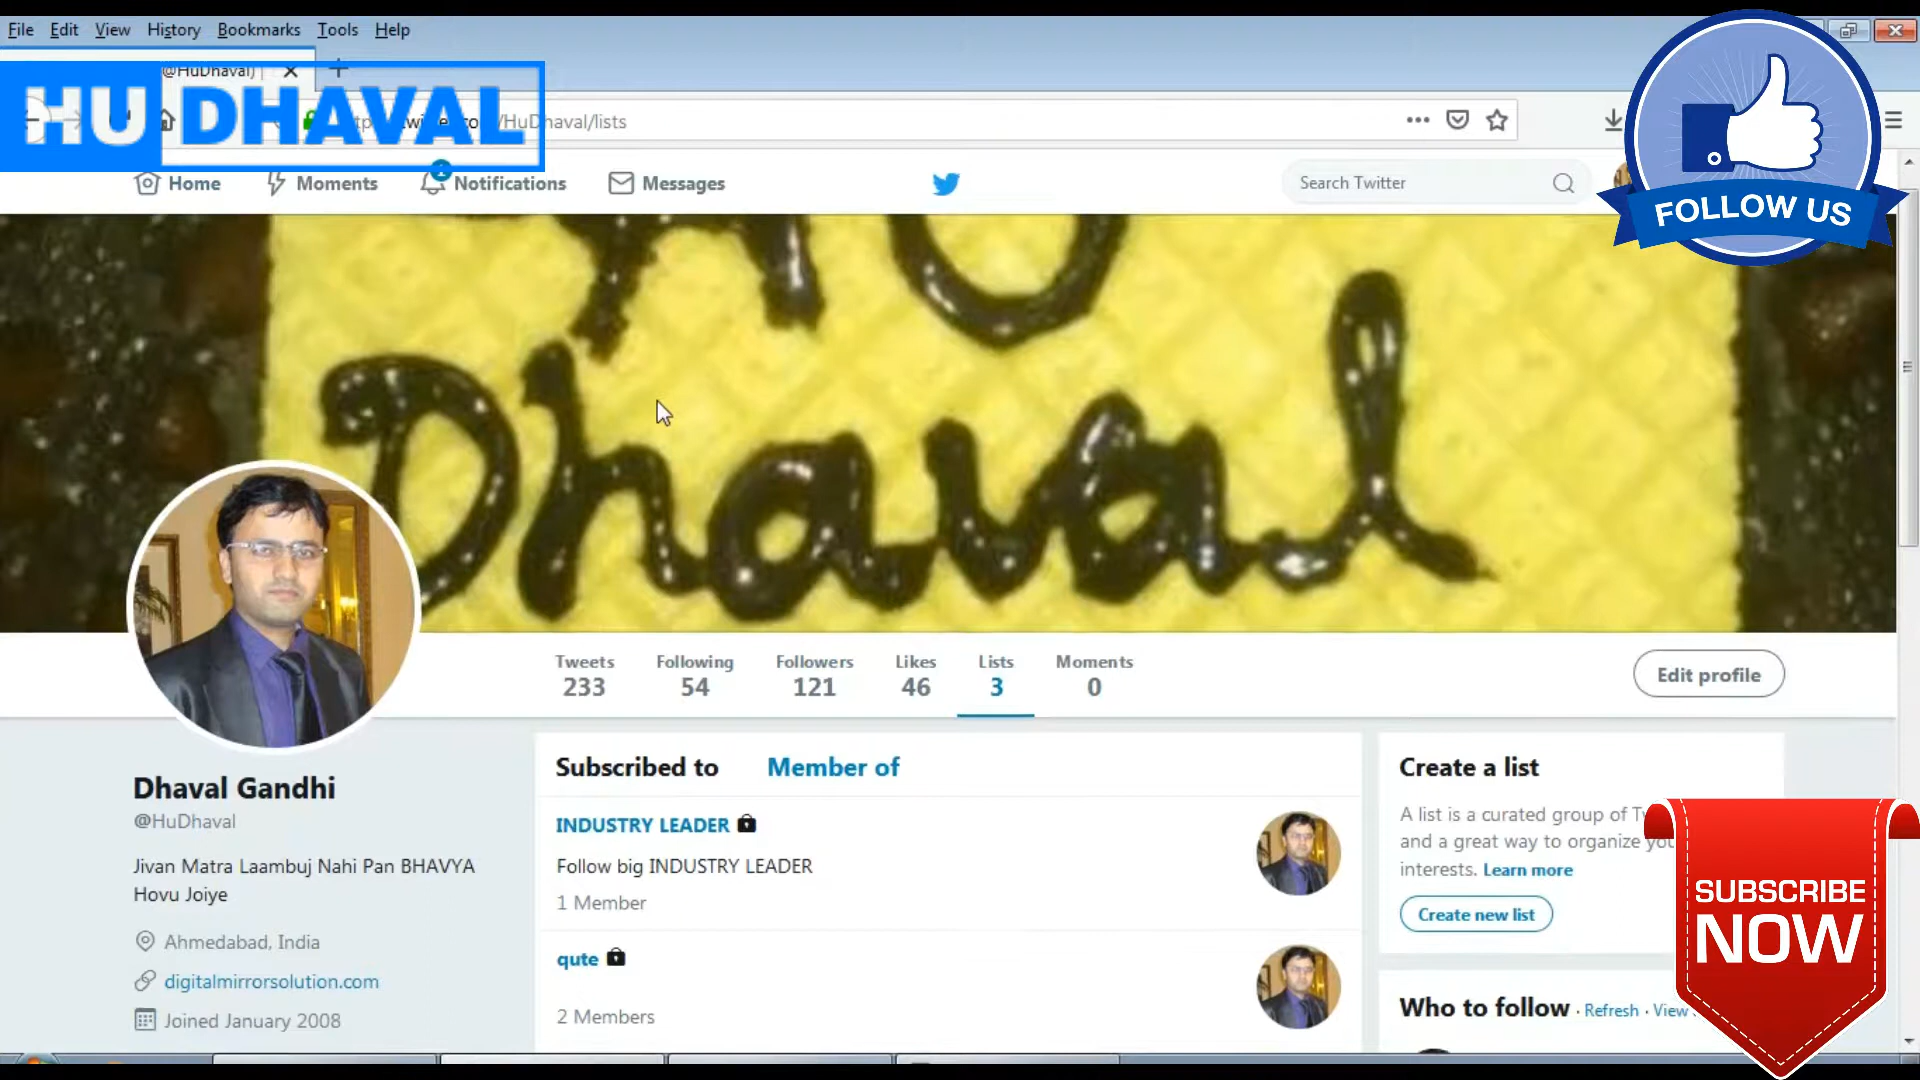 File Edit View History Bookmarks Tools Help
@HuDhaval)
HU DHAVAL
/HuDhaval/lists
Home Moments Notifications Messages
Search Twitter
FOLLOW US
Dhaval
Tweets Following Followers Likes Lists Moments
233 54 121 46 3 0
Edit profile
Dhaval Gandhi
@HuDhaval
Jivan Matra Laambuj Nahi Pan BHAVYA
Hovu Joiye
Ahmedabad, India
digitalmirrorsolution.com
Joined January 2008
Subscribed to Member of
INDUSTRY LEADER
Follow big INDUSTRY LEADER
1 Member
qute
2 Members
Create a list
A list is a curated group of
and a great way to organize
interests. Learn more
Create new list
Who to follow · Refresh · View
SUBSCRIBE
NOW